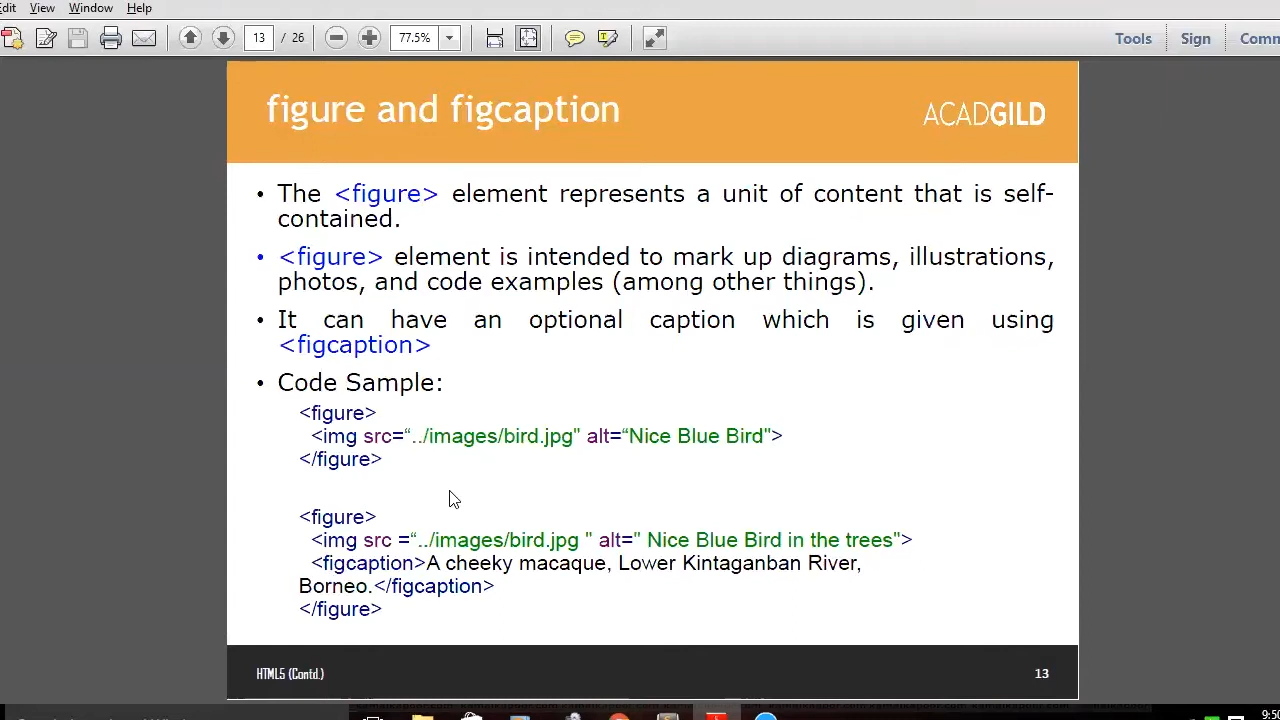 Edit View Window Help
13 / 26 77.5% Tools Sign Comm
figure and figcaption
ACADGILD
• The <figure> element represents a unit of content that is self-
contained.
• <figure> element is intended to mark up diagrams, illustrations,
photos, and code examples (among other things).
• It can have an optional caption which is given using
<figcaption>
• Code Sample:
<figure>
<img src=“../images/bird.jpg" alt=“Nice Blue Bird">
</figure>
<figure>
<img src =“../images/bird.jpg " alt=" Nice Blue Bird in the trees">
<figcaption>A cheeky macaque, Lower Kintaganban River,
Borneo.</figcaption>
</figure>
HTML5 (Contd.) 13
9:50